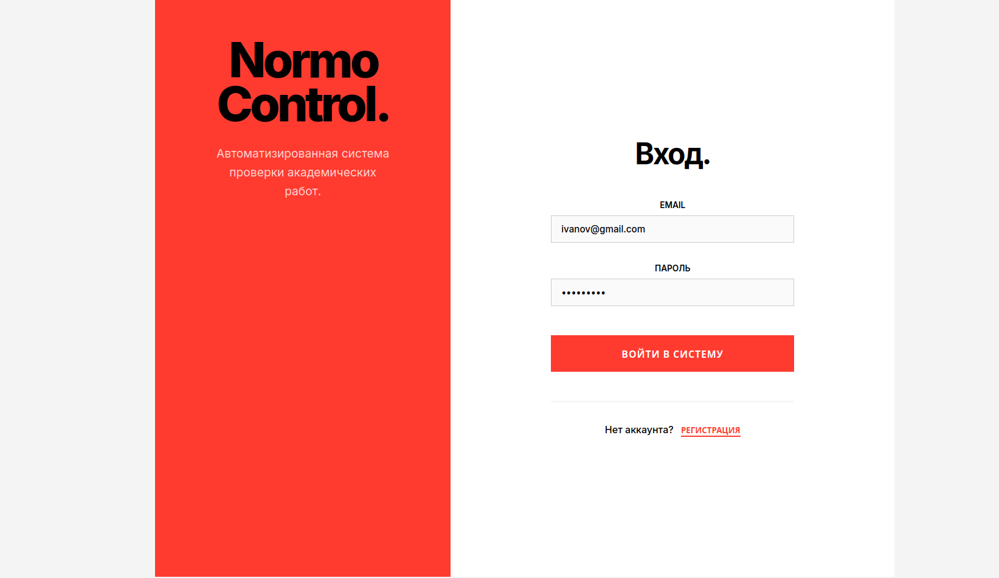 Normo
Control.
Автоматизированная система
проверки академических
работ.
Вход.
EMAIL
ivanov@gmail.com
ПАРОЛЬ
•••••••••
ВОЙТИ В СИСТЕМУ
Нет аккаунта? РЕГИСТРАЦИЯ